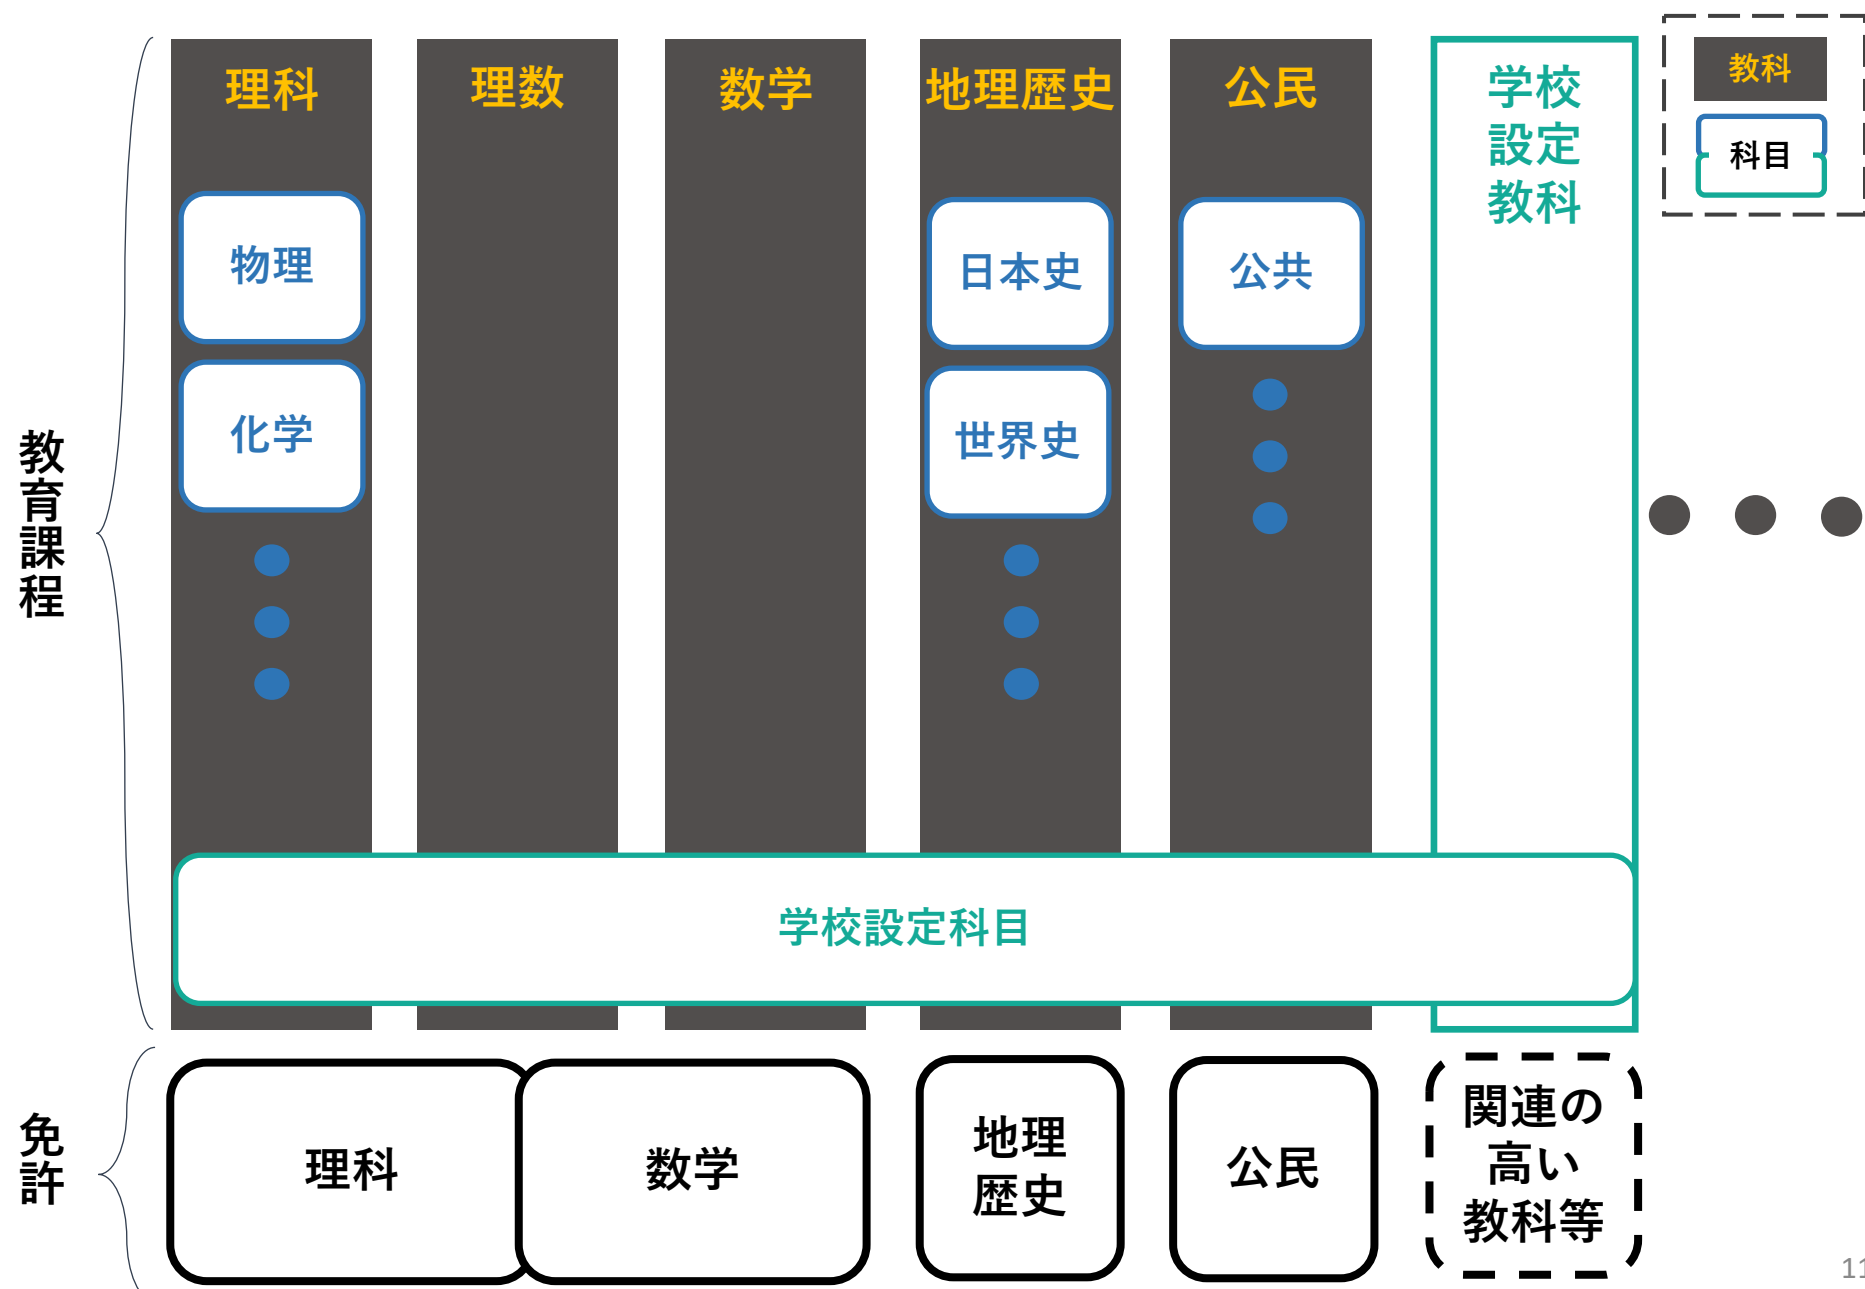 理科
理数
数学
地理歴史
公民
学校
設定
教科
教科
科目
物理
日本史
公共
化学
世界史
教育課程
学校設定科目
免許
理科
数学
地理
歴史
公民
関連の
高い
教科等
11